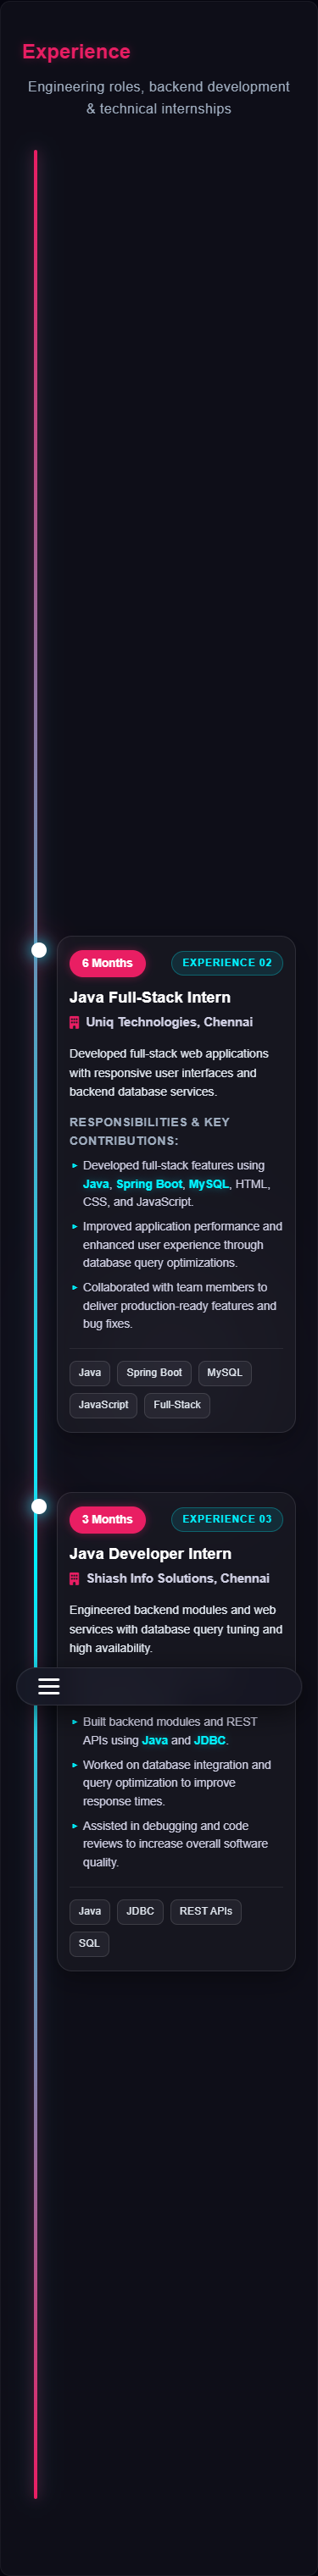 Experience
Engineering roles, backend development
& technical internships
6 Months
EXPERIENCE 02
Java Full-Stack Intern
Uniq Technologies, Chennai
Developed full-stack web applications
with responsive user interfaces and
backend database services.
RESPONSIBILITIES & KEY
CONTRIBUTIONS:
▸ Developed full-stack features using
Java, Spring Boot, MySQL, HTML,
CSS, and JavaScript.
▸ Improved application performance and
enhanced user experience through
database query optimizations.
▸ Collaborated with team members to
deliver production-ready features and
bug fixes.
Java
Spring Boot
MySQL
JavaScript
Full-Stack
3 Months
EXPERIENCE 03
Java Developer Intern
Shiash Info Solutions, Chennai
Engineered backend modules and web
services with database query tuning and
high availability.
▸ Built backend modules and REST
APIs using Java and JDBC.
▸ Worked on database integration and
query optimization to improve
response times.
▸ Assisted in debugging and code
reviews to increase overall software
quality.
Java
JDBC
REST APIs
SQL